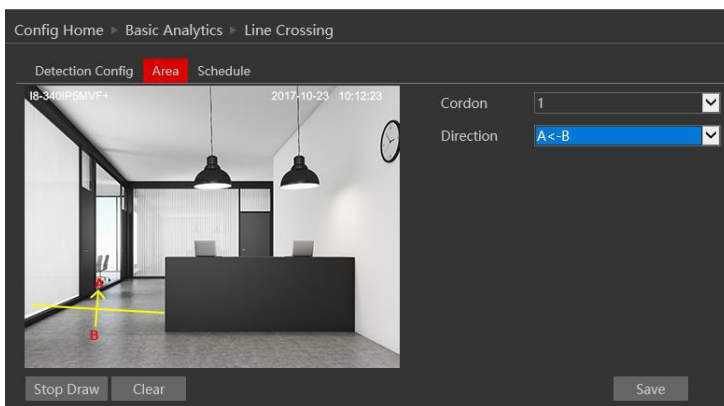 Config Home ▸ Basic Analytics ▸ Line Crossing
Detection Config Area Schedule
I8-340IP5MVF+ 2017-10-23 10:12:23
Cordon 1
Direction A<-B
A
B
Stop Draw Clear Save